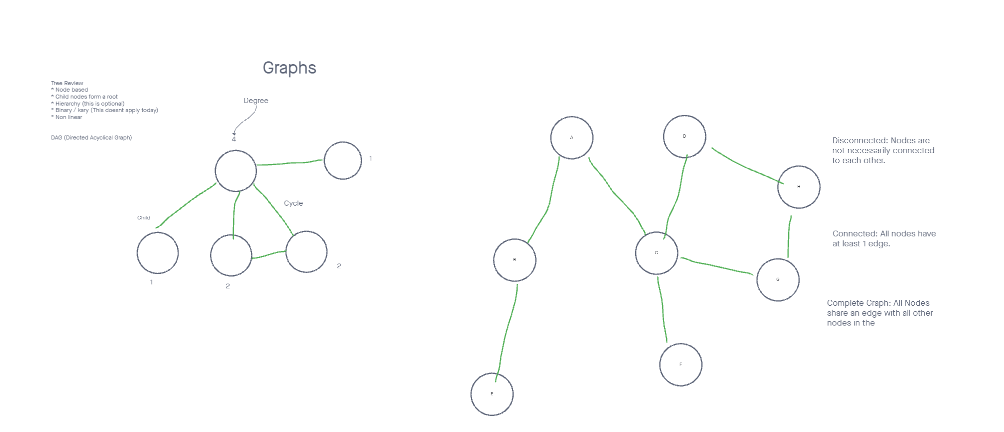 Graphs
Tree Review
* Node based
* Child nodes form a root
* Hierarchy (this is optional)
* Binary / kary (This doesnt apply today)
* Non linear
DAG (Directed Acyclical Graph)
Degree
4
1
Child
Cycle
1
2
2
A
D
H
B
C
G
F
E
Disconnected: Nodes are
not necessarily connected
to each other.
Connected: All nodes have
at least 1 edge.
Complete Graph: All Nodes
share an edge with all other
nodes in the